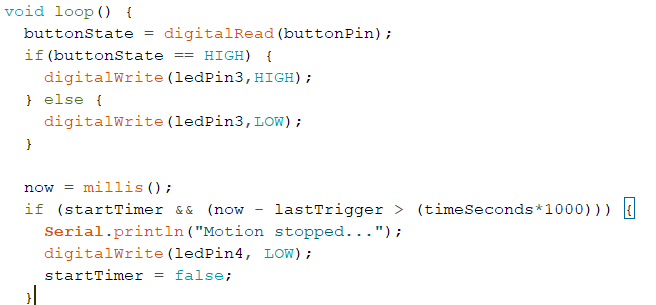 void loop() {
  buttonState = digitalRead(buttonPin);
  if(buttonState == HIGH) {
    digitalWrite(ledPin3,HIGH);
  } else {
    digitalWrite(ledPin3,LOW);
  }

  now = millis();
  if (startTimer && (now - lastTrigger > (timeSeconds*1000))) {
    Serial.println("Motion stopped...");
    digitalWrite(ledPin4, LOW);
    startTimer = false;
  }